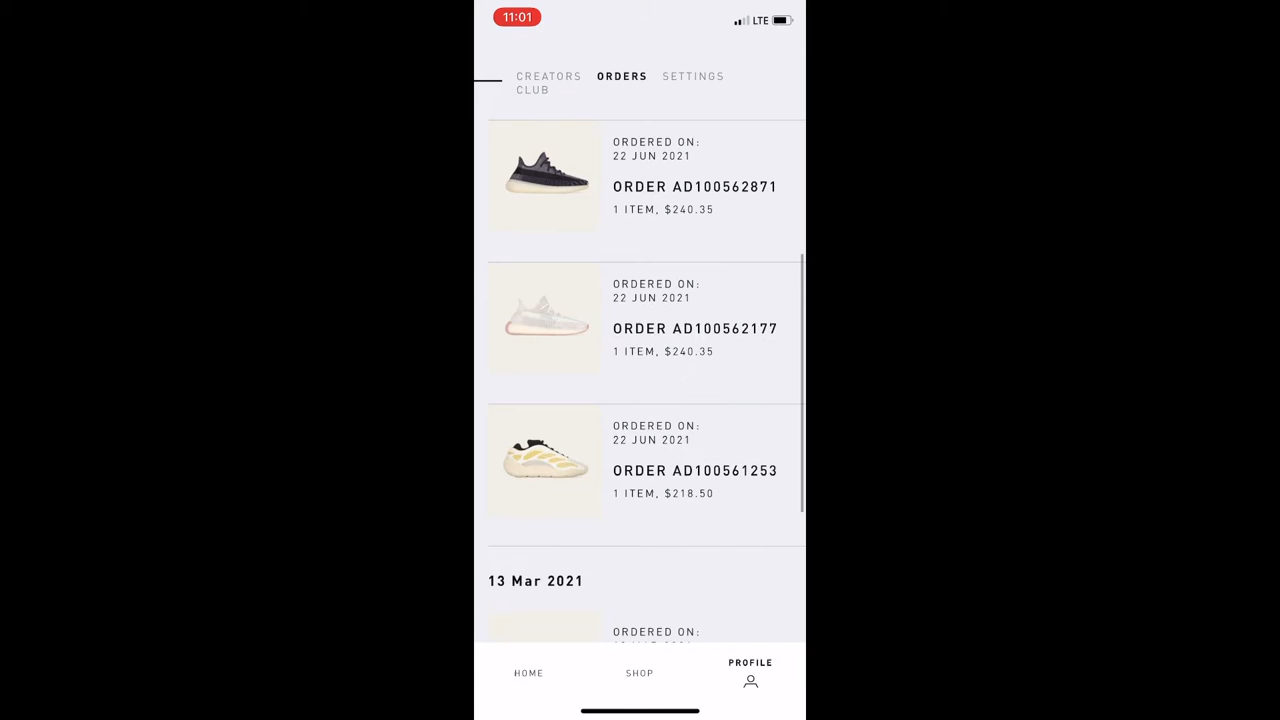 11:01
LTE
CREATORS CLUB
ORDERS
SETTINGS
ORDERED ON:
22 JUN 2021
ORDER AD100562871
1 ITEM, $240.35
ORDERED ON:
22 JUN 2021
ORDER AD100562177
1 ITEM, $240.35
ORDERED ON:
22 JUN 2021
ORDER AD100561253
1 ITEM, $218.50
13 Mar 2021
ORDERED ON:
HOME
SHOP
PROFILE